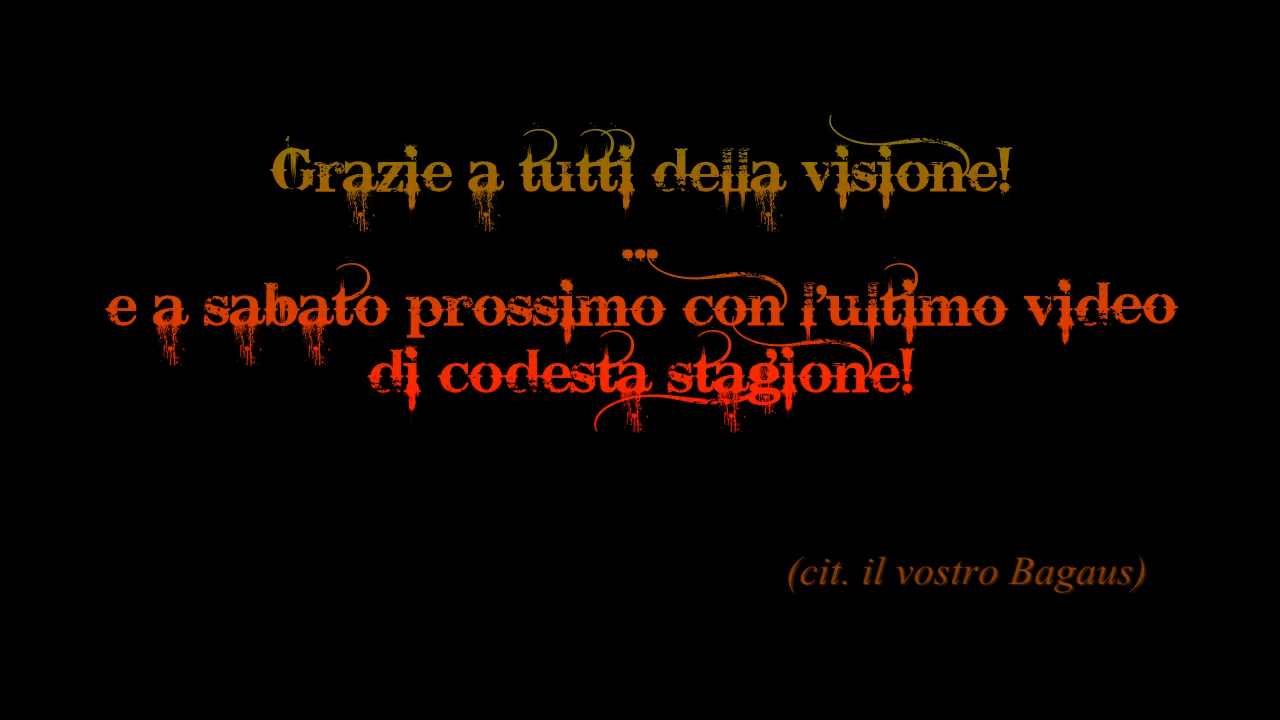 Grazie a tutti della visione!
...
e a sabato prossimo con l'ultimo video
di codesta stagione!
(cit. il vostro Bagaus)